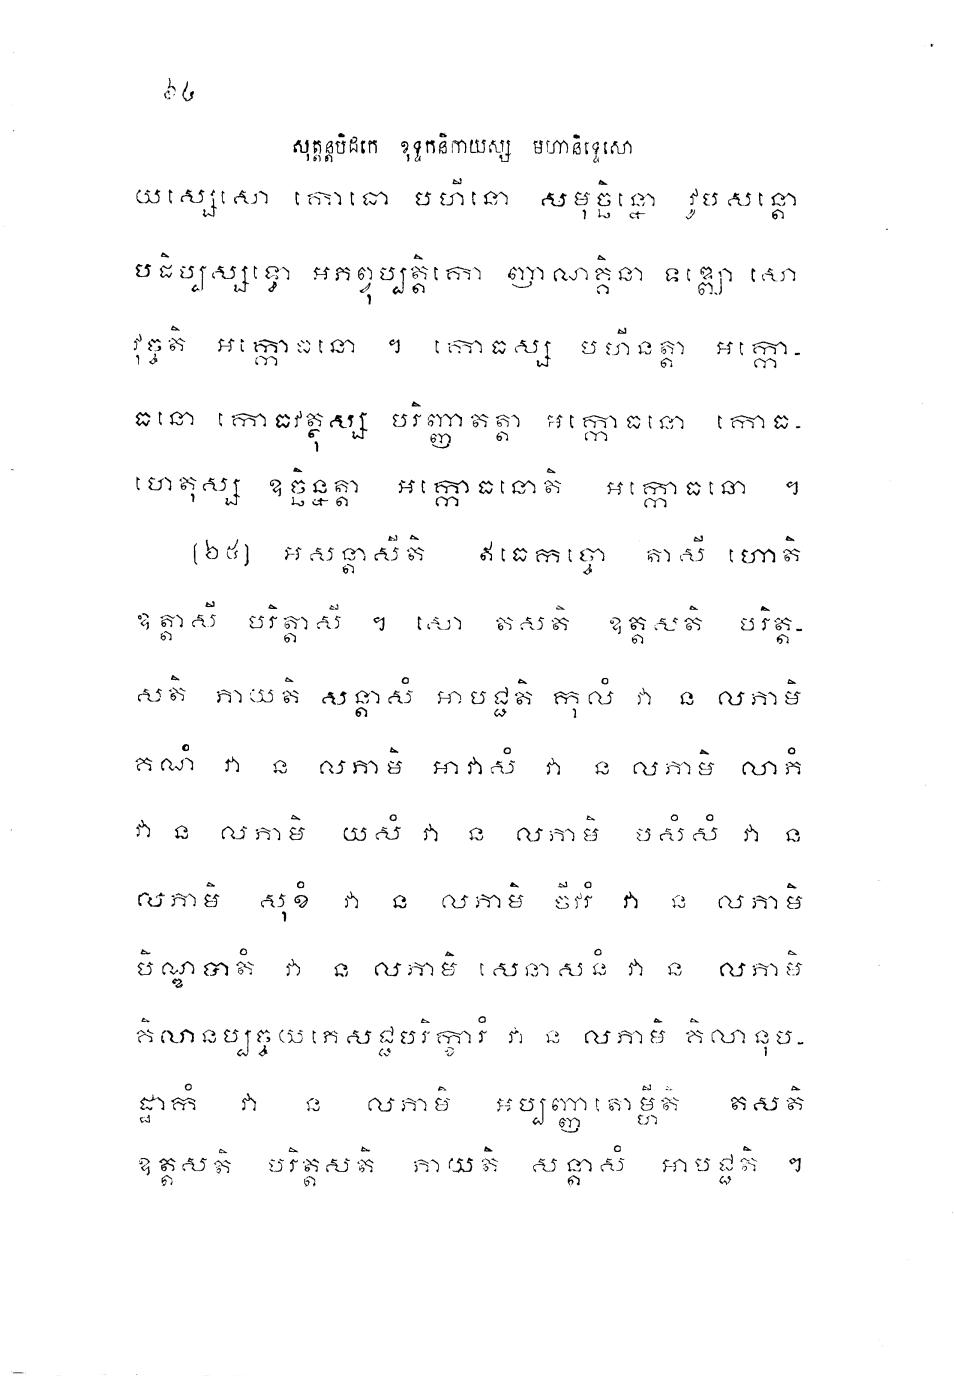 ៦៤
សុត្តន្តបិដកេ ខុទ្ទកនិកាយស្ស មហានិទ្ទេសោ
យស្សេសោ កោធោ បហីនោ សមុច្ឆិន្នោ វូបសន្តោ
បដិប្បស្សទ្ធោ អភព្វុប្បត្តិកោ ញាណគ្គិនា ទឌ្ឍោ សោ
វុច្ចតិ អក្កោធនោ ។ កោធស្ស បហីនត្តា អក្កោ-
ធនោ កោធវត្ថុស្ស បរិញ្ញាតត្តា អក្កោធនោ កោធ-
ហេតុស្ស ឧច្ឆិន្នត្តា អក្កោធនោតិ អក្កោធនោ ។
(២៥) អសន្តាសីតិ ឥធេកច្ចោ តាសី ហោតិ
ឧត្តាសី បរិត្តាសី ។ សោ តសតិ ឧត្តសតិ បរិត្ត-
សតិ ភាយតិ សន្តាសំ អាបជ្ជតិ កុលំ វា ន លភាមិ
គណំ វា ន លភាមិ អាវាសំ វា ន លភាមិ លាភំ
វា ន លភាមិ យសំ វា ន លភាមិ បសំសំ វា ន
លភាមិ សុខំ វា ន លភាមិ ចីវរំ វា ន លភាមិ
បិណ្ឌបាតំ វា ន លភាមិ សេនាសនំ វា ន លភាមិ
គិលានប្បច្ចយភេសជ្ជបរិក្ខារំ វា ន លភាមិ គិលានុប-
ដ្ឋាកំ វា ន លភាមិ អប្បញ្ញាតោម្ហីតិ តសតិ
ឧត្តសតិ បរិត្តសតិ ភាយតិ សន្តាសំ អាបជ្ជតិ ។